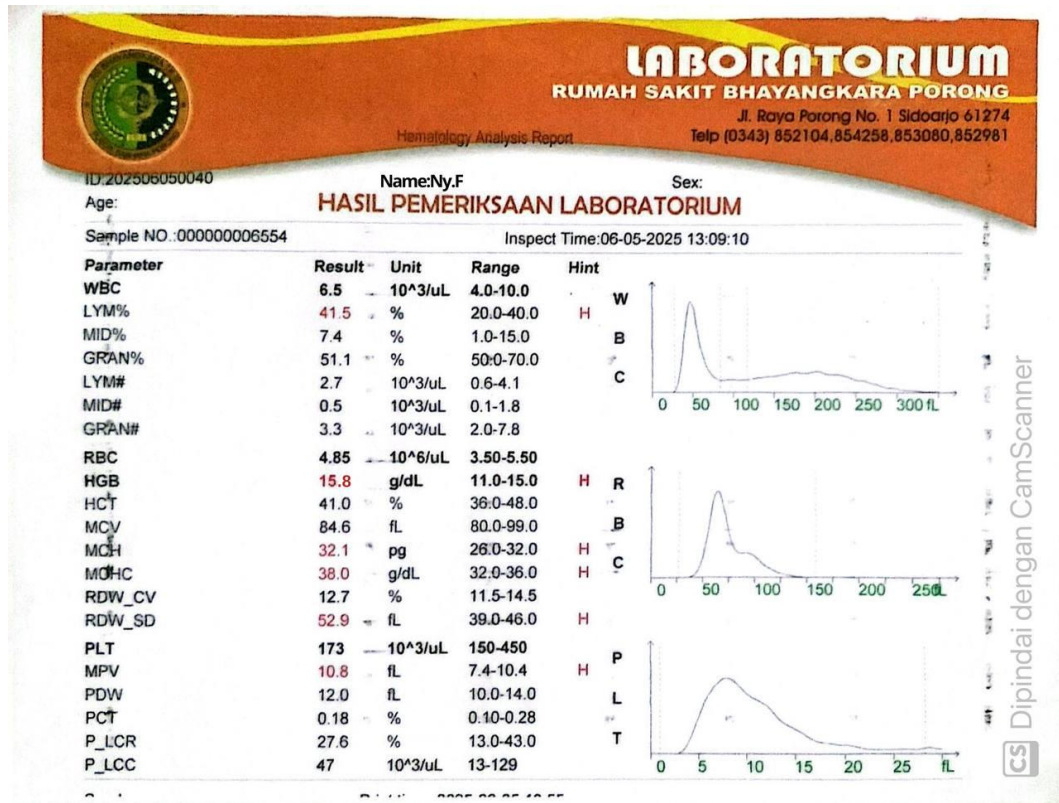 LABORATORIUM
RUMAH SAKIT BHAYANGKARA PORONG
Jl. Raya Porong No. 1 Sidoarjo 61274
Telp (0343) 852104,854258,853080,852981
Hematology Analysis Report
ID:202506050040 Name:Ny.F Sex:
Age: HASIL PEMERIKSAAN LABORATORIUM
Sample NO.:000000006554 Inspect Time:06-05-2025 13:09:10
Parameter Result Unit Range Hint
WBC 6.5 10^3/uL 4.0-10.0
LYM% 41.5 % 20.0-40.0 H
MID% 7.4 % 1.0-15.0
GRAN% 51.1 % 50.0-70.0
LYM# 2.7 10^3/uL 0.6-4.1
MID# 0.5 10^3/uL 0.1-1.8
GRAN# 3.3 10^3/uL 2.0-7.8
RBC 4.85 10^6/uL 3.50-5.50
HGB 15.8 g/dL 11.0-15.0 H
HCT 41.0 % 36.0-48.0
MCV 84.6 fL 80.0-99.0
MCH 32.1 pg 26.0-32.0 H
MCHC 38.0 g/dL 32.0-36.0 H
RDW_CV 12.7 % 11.5-14.5
RDW_SD 52.9 fL 39.0-46.0 H
PLT 173 10^3/uL 150-450
MPV 10.8 fL 7.4-10.4 H
PDW 12.0 fL 10.0-14.0
PCT 0.18 % 0.10-0.28
P_LCR 27.6 % 13.0-43.0
P_LCC 47 10^3/uL 13-129
WBC
0 50 100 150 200 250 300 fL
RBC
0 50 100 150 200 250 fL
PLT
0 5 10 15 20 25 fL
CS Dipindai dengan CamScanner